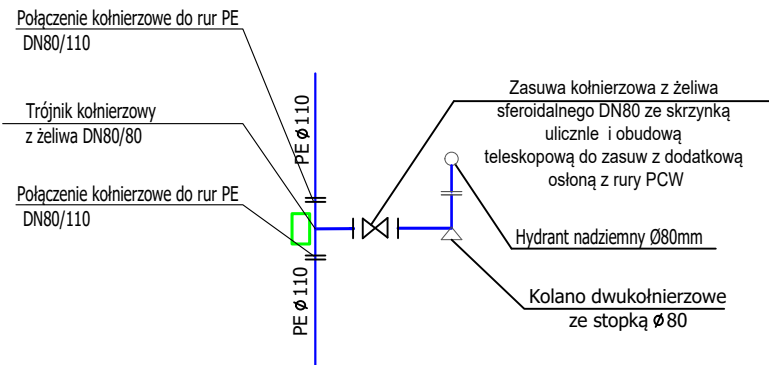 Połączenie kołnierzowe do rur PE
DN80/110
Trójnik kołnierzowy
z żeliwa DN80/80
Połączenie kołnierzowe do rur PE
DN80/110
PE ø110
PE ø110
Zasuwa kołnierzowa z żeliwa
sferoidalnego DN80 ze skrzynką
ulicznle i obudową
teleskopową do zasuw z dodatkową
osłoną z rury PCW
Hydrant nadziemny Ø80mm
Kolano dwukołnierzowe
ze stopką ø80